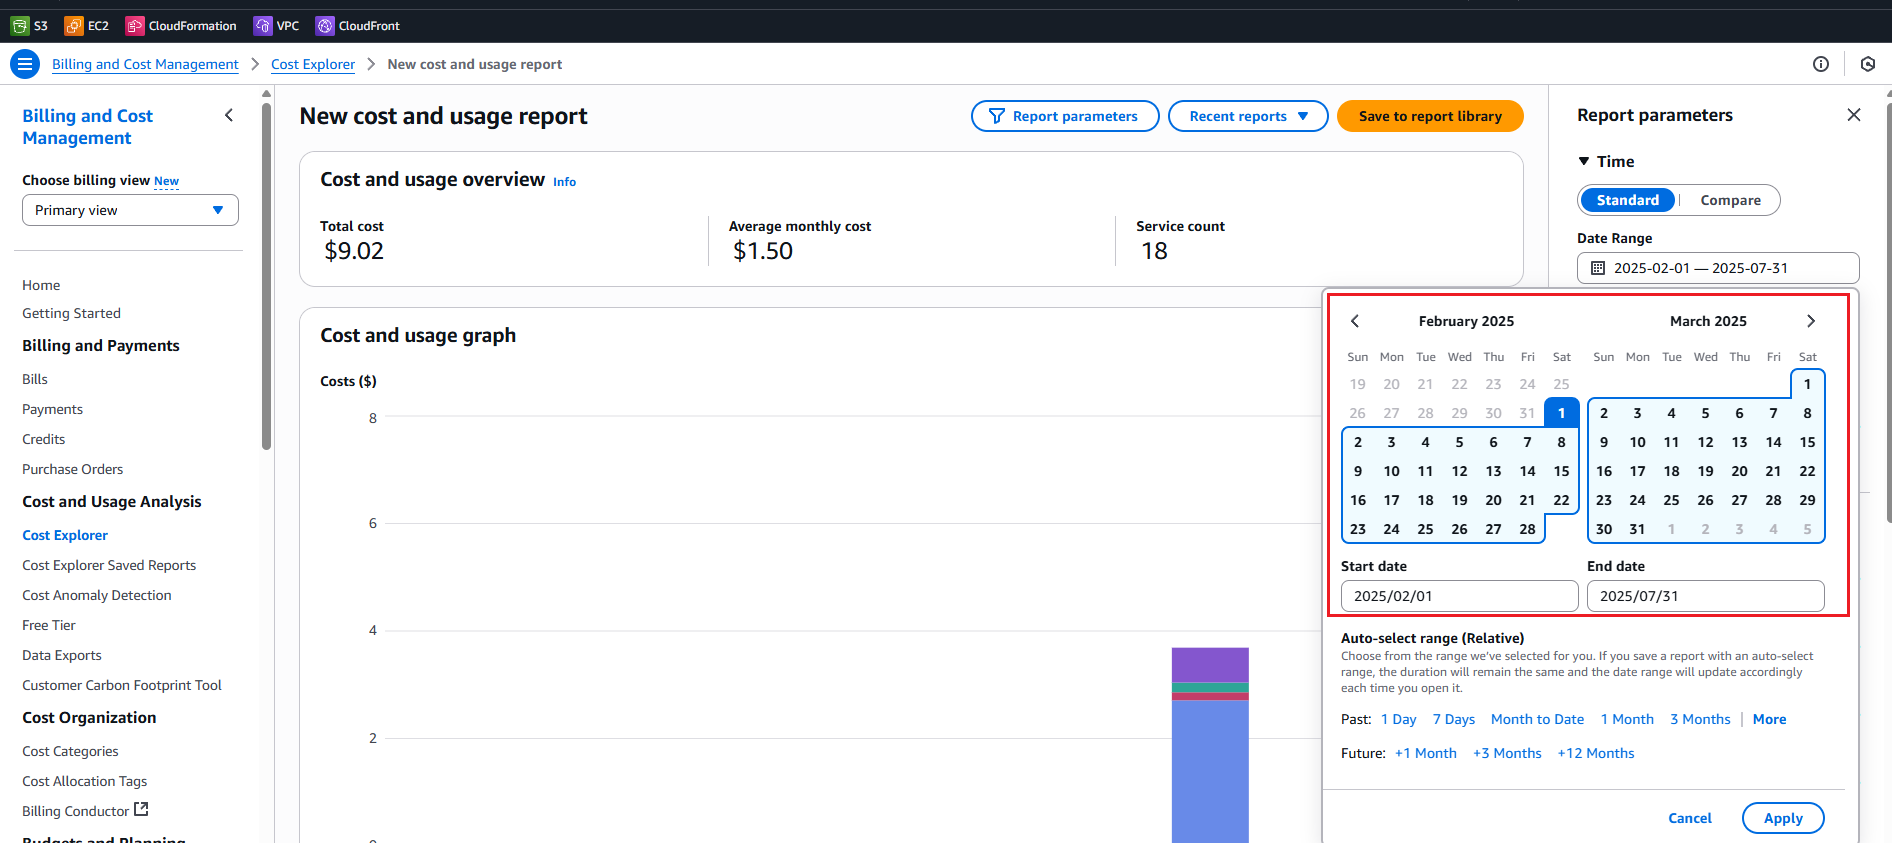 S3 EC2 CloudFormation VPC CloudFront
Billing and Cost Management > Cost Explorer > New cost and usage report
Billing and Cost
Management
Choose billing view New
Primary view
Home
Getting Started
Billing and Payments
Bills
Payments
Credits
Purchase Orders
Cost and Usage Analysis
Cost Explorer
Cost Explorer Saved Reports
Cost Anomaly Detection
Free Tier
Data Exports
Customer Carbon Footprint Tool
Cost Organization
Cost Categories
Cost Allocation Tags
Billing Conductor
Budgets and Planning
New cost and usage report
Report parameters
Recent reports
Save to report library
Cost and usage overview Info
Total cost
$9.02
Average monthly cost
$1.50
Service count
18
Cost and usage graph
Costs ($)
8
6
4
2
0
Report parameters
Time
Standard Compare
Date Range
2025-02-01 — 2025-07-31
February 2025
Sun Mon Tue Wed Thu Fri Sat
19 20 21 22 23 24 25
26 27 28 29 30 31 1
2 3 4 5 6 7 8
9 10 11 12 13 14 15
16 17 18 19 20 21 22
23 24 25 26 27 28
March 2025
Sun Mon Tue Wed Thu Fri Sat
1
2 3 4 5 6 7 8
9 10 11 12 13 14 15
16 17 18 19 20 21 22
23 24 25 26 27 28 29
30 31 1 2 3 4 5
Start date
2025/02/01
End date
2025/07/31
Auto-select range (Relative)
Choose from the range we've selected for you. If you save a report with an auto-select
range, the duration will remain the same and the date range will update accordingly
each time you open it.
Past: 1 Day 7 Days Month to Date 1 Month 3 Months | More
Future: +1 Month +3 Months +12 Months
Cancel Apply